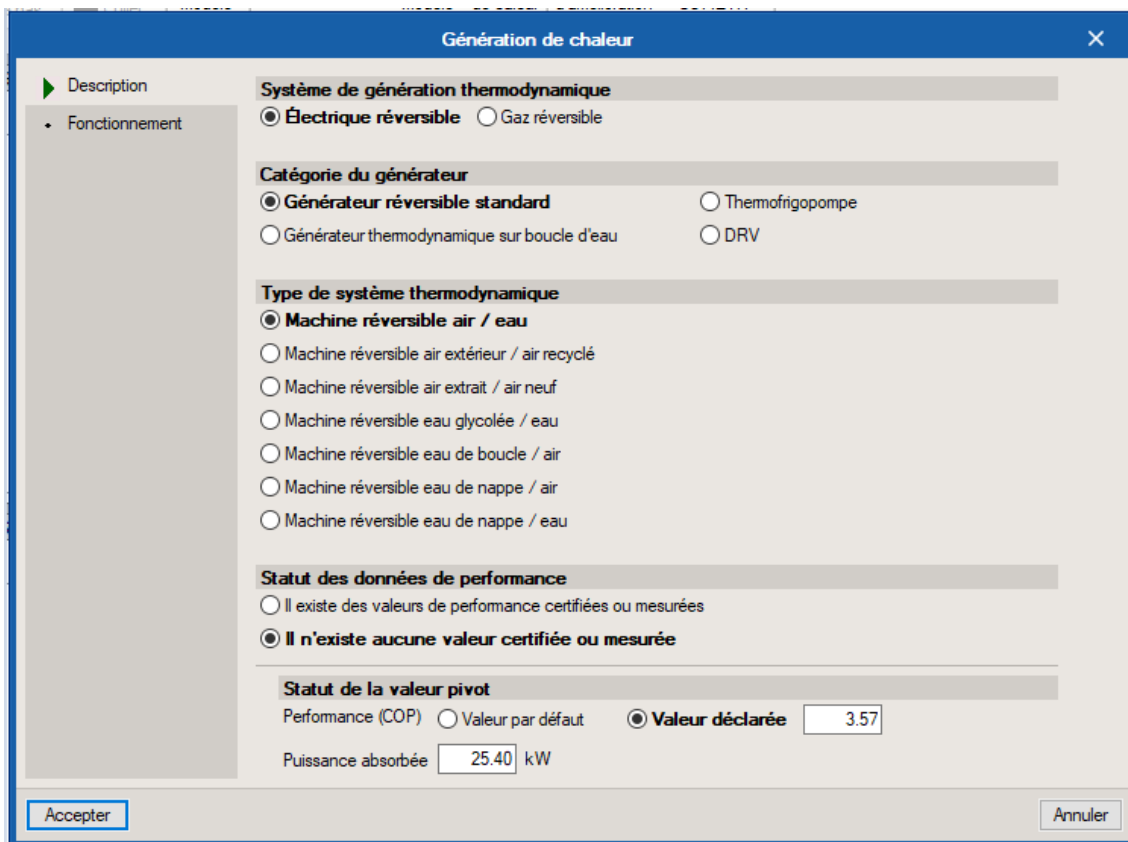 Génération de chaleur
Description
Fonctionnement
Système de génération thermodynamique
Électrique réversible Gaz réversible
Catégorie du générateur
Générateur réversible standard Thermofrigopompe
Générateur thermodynamique sur boucle d'eau DRV
Type de système thermodynamique
Machine réversible air / eau
Machine réversible air extérieur / air recyclé
Machine réversible air extrait / air neuf
Machine réversible eau glycolée / eau
Machine réversible eau de boucle / air
Machine réversible eau de nappe / air
Machine réversible eau de nappe / eau
Statut des données de performance
Il existe des valeurs de performance certifiées ou mesurées
Il n'existe aucune valeur certifiée ou mesurée
Statut de la valeur pivot
Performance (COP) Valeur par défaut Valeur déclarée 3.57
Puissance absorbée 25.40 kW
Accepter Annuler